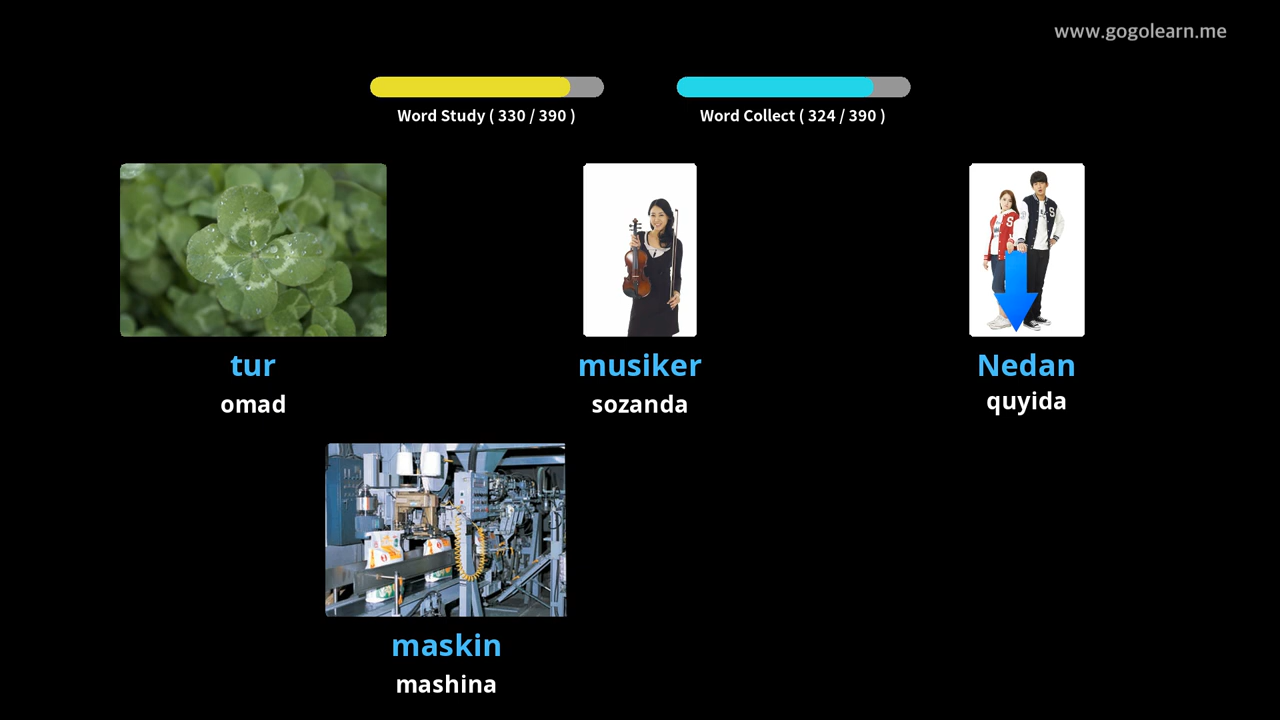 www.gogolearn.me
Word Study ( 330 / 390 )
Word Collect ( 324 / 390 )
tur
omad
musiker
sozanda
Nedan
quyida
maskin
mashina